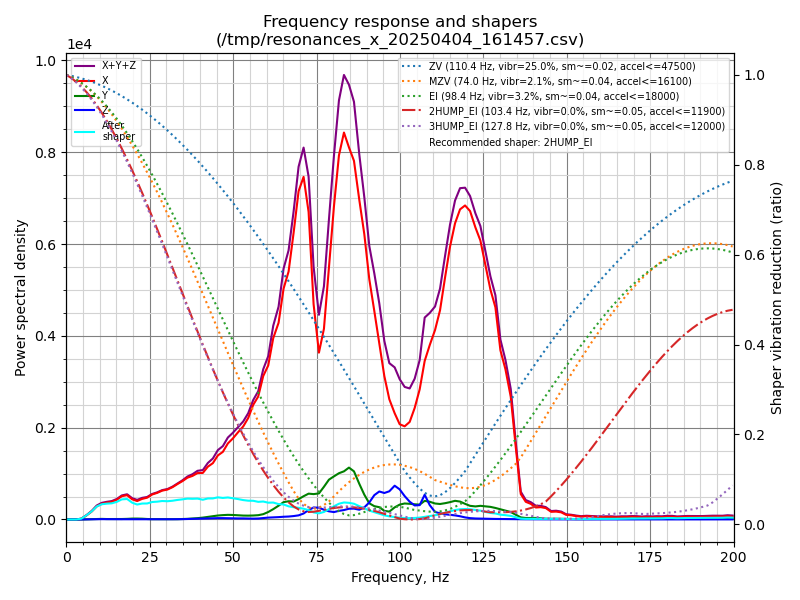 Frequency response and shapers
(/tmp/resonances_x_20250404_161457.csv)
1e4
X+Y+Z
X
Y
Z
After
shaper
ZV (110.4 Hz, vibr=25.0%, sm~=0.02, accel<=47500)
MZV (74.0 Hz, vibr=2.1%, sm~=0.04, accel<=16100)
EI (98.4 Hz, vibr=3.2%, sm~=0.04, accel<=18000)
2HUMP_EI (103.4 Hz, vibr=0.0%, sm~=0.05, accel<=11900)
3HUMP_EI (127.8 Hz, vibr=0.0%, sm~=0.05, accel<=12000)
Recommended shaper: 2HUMP_EI
Power spectral density
1.0
0.8
0.6
0.4
0.2
0.0
Shaper vibration reduction (ratio)
1.0
0.8
0.6
0.4
0.2
0.0
0
25
50
75
100
125
150
175
200
Frequency, Hz